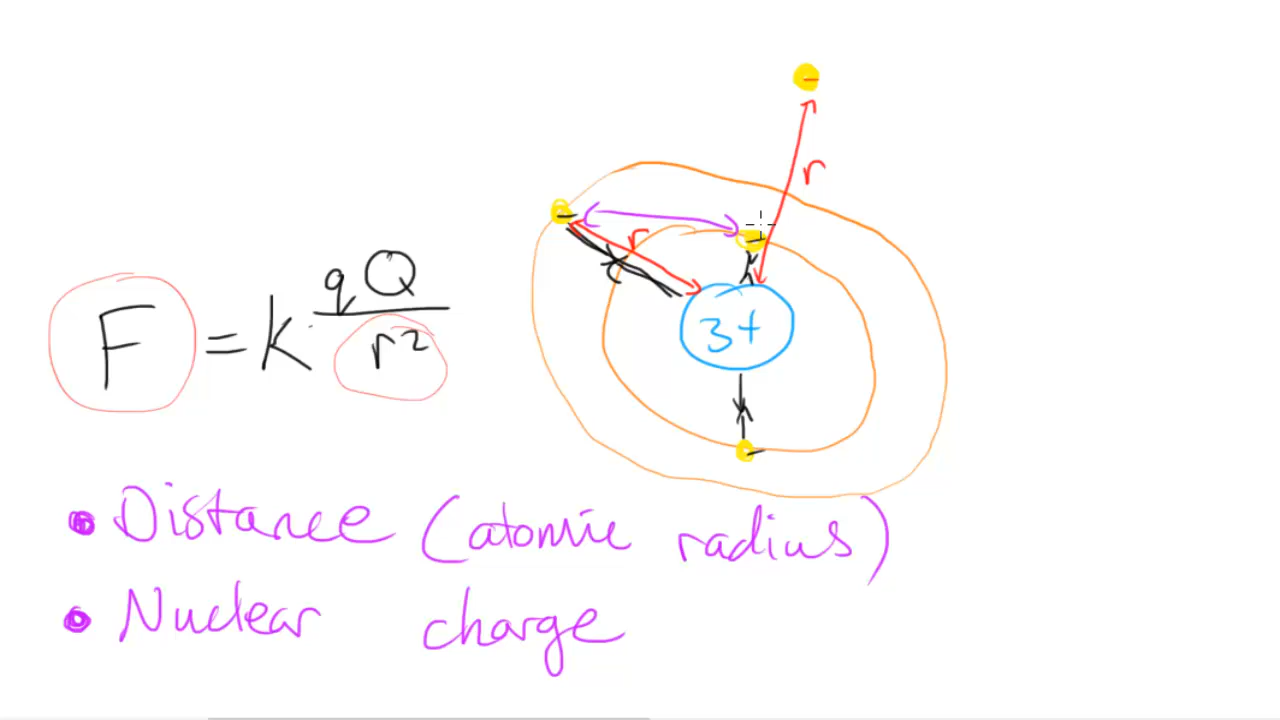 r
r
F = k qQ/r²
3+
• Distance (atomic radius)
• Nuclear charge